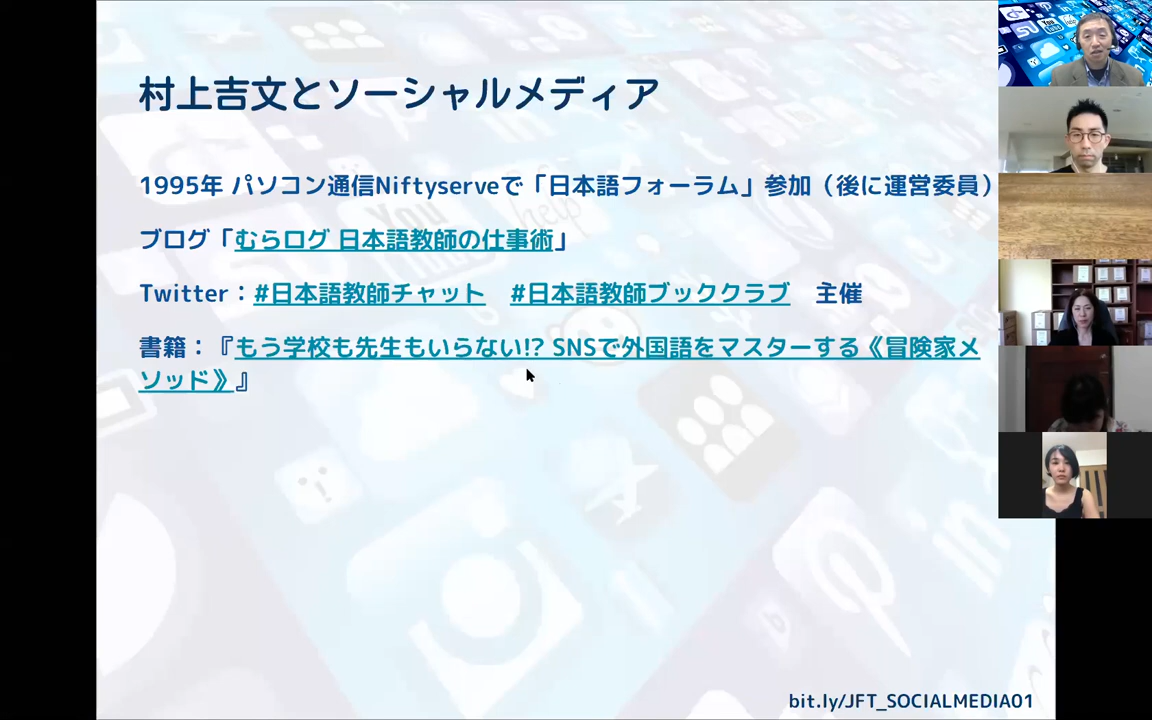 村上吉文とソーシャルメディア
1995年 パソコン通信Niftyserveで「日本語フォーラム」参加（後に運営委員）
ブログ「むらログ 日本語教師の仕事術」
Twitter：#日本語教師チャット　#日本語教師ブッククラブ　主催
書籍：『もう学校も先生もいらない!? SNSで外国語をマスターする《冒険家メ
ソッド》』
bit.ly/JFT_SOCIALMEDIA01
You
Tube
help